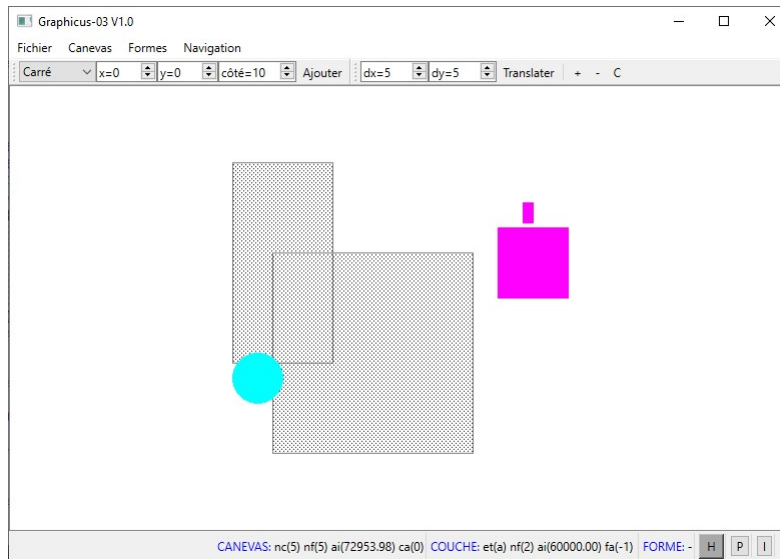 Graphicus-03 V1.0
Fichier Canevas Formes Navigation
Carré x=0 y=0 côté=10 Ajouter dx=5 dy=5 Translater + - C
CANEVAS: nc(5) nf(5) ai(72953.98) ca(0) COUCHE: et(a) nf(2) ai(60000.00) fa(-1) FORME: - H P I